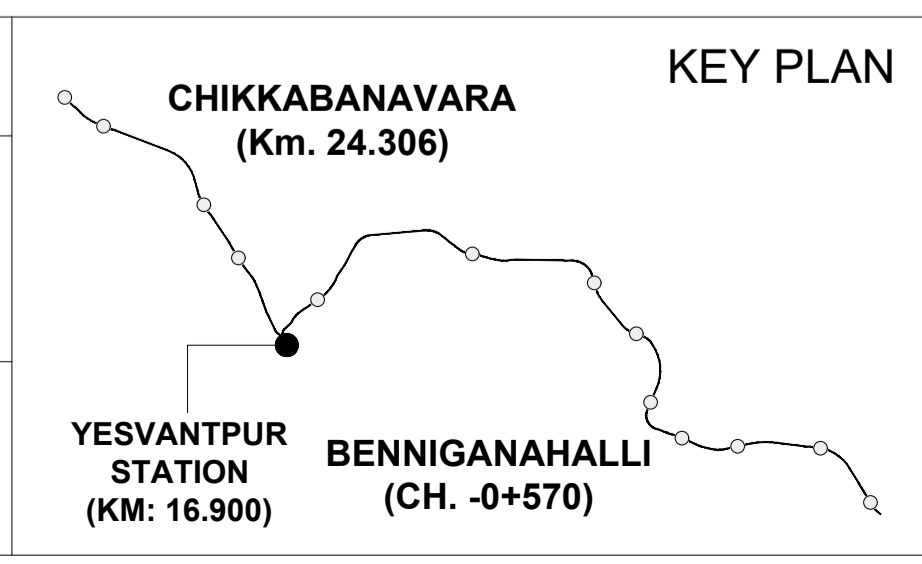 KEY PLAN
CHIKKABANAVARA
(Km. 24.306)
YESVANTPUR
STATION
(KM: 16.900)
BENNIGANAHALLI
(CH. -0+570)